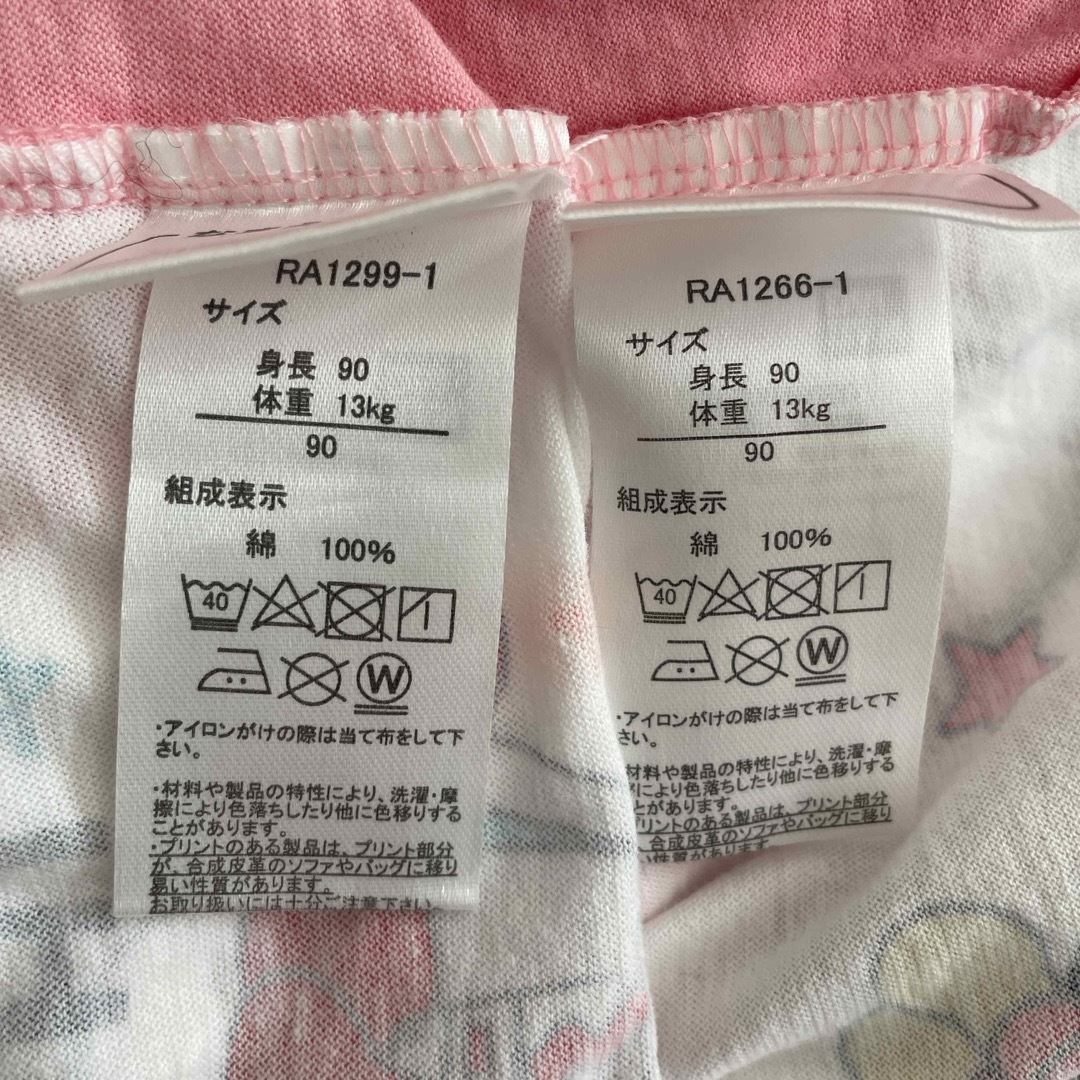 RA1299-1
サイズ
身長 90
体重 13kg
90
組成表示
綿 100%
40
W
・アイロンがけの際は当て布をして下
さい。
・材料や製品の特性により、洗濯・摩
擦により色落ちしたり他に色移りする
ことがあります。
・プリントのある製品は、プリント部分
が、合成皮革のソファやバッグに移り
易い性質があります。
お取り扱いには十分ご注意下さい。
RA1266-1
サイズ
身長 90
体重 13kg
90
組成表示
綿 100%
40
W
・アイロンがけの際は当て布をして下
さい。
材料や製品の特性により、洗濯・摩
により色落ちしたり他に色移りする
とがあります。
プリントのある製品は、プリント部分
合成皮革のソファやバッグに移り
い性質があります。